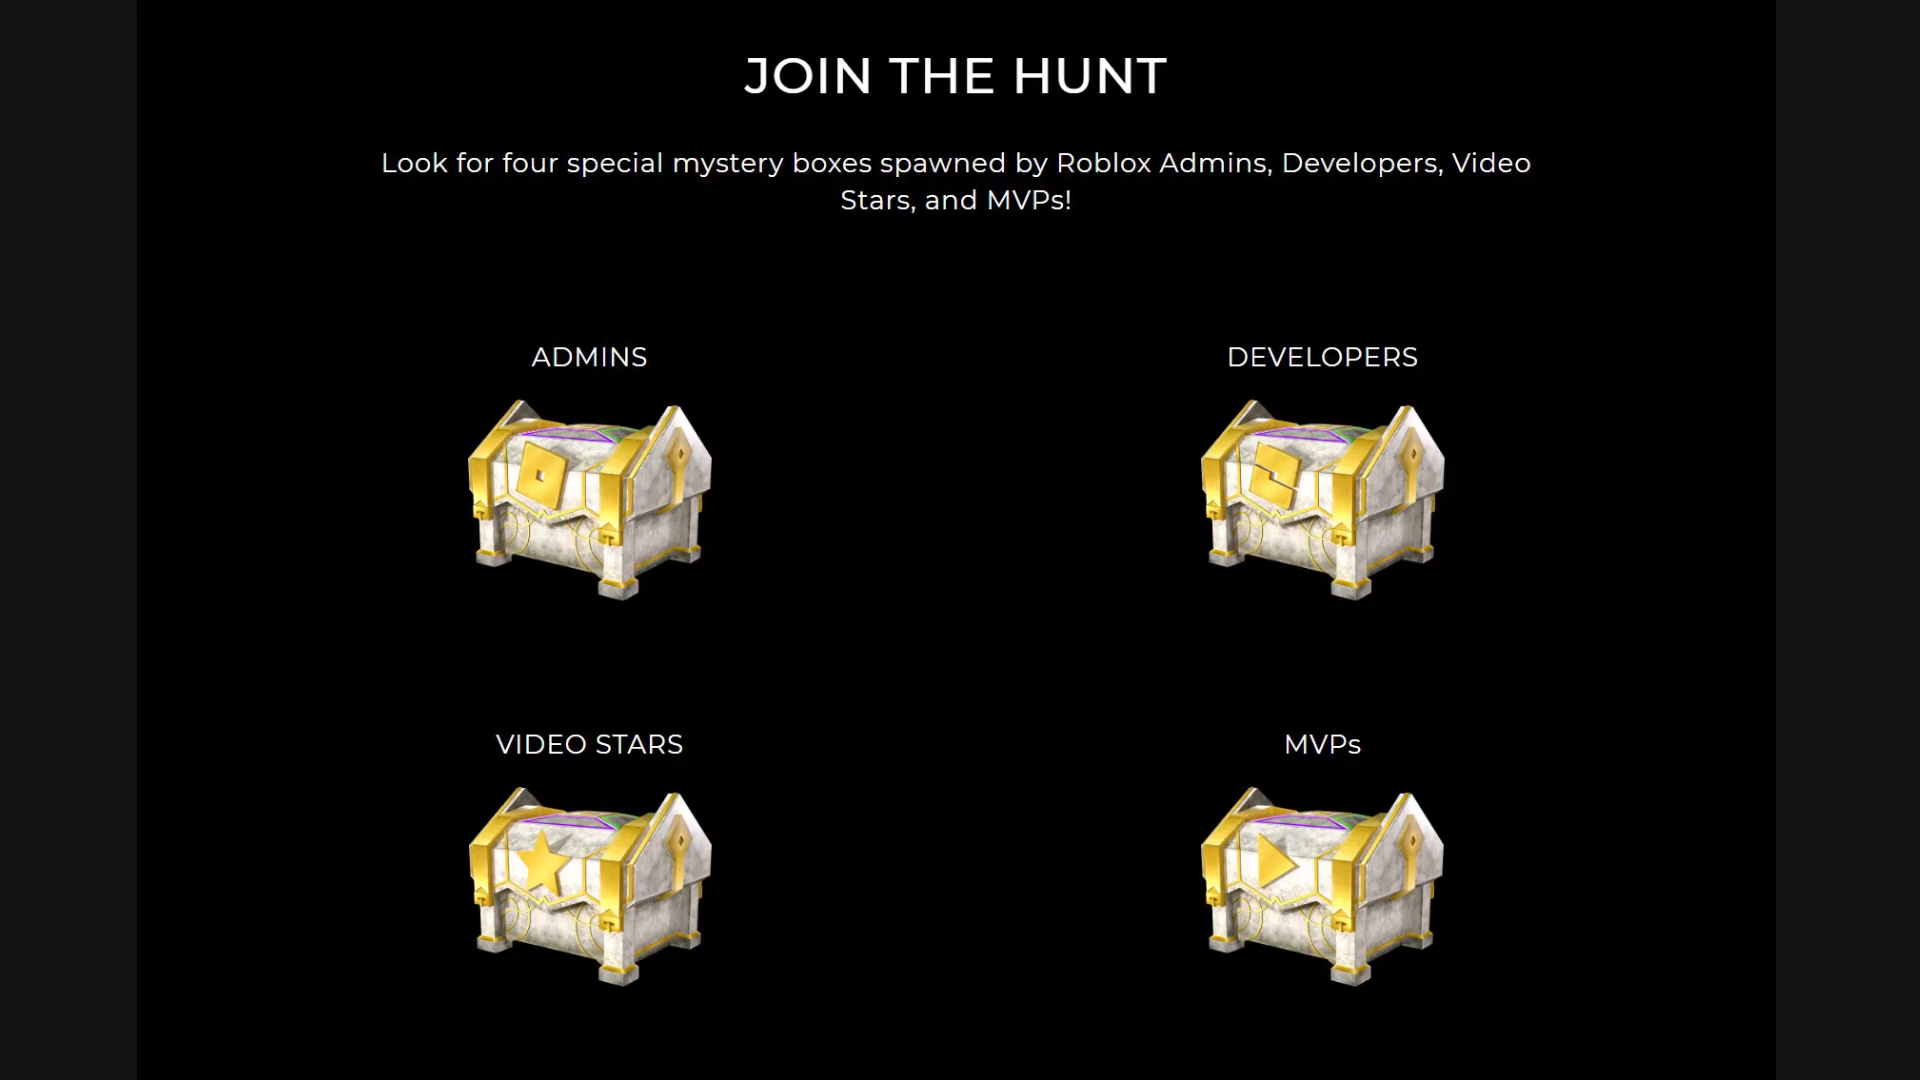 JOIN THE HUNT
Look for four special mystery boxes spawned by Roblox Admins, Developers, Video
Stars, and MVPs!
ADMINS
DEVELOPERS
VIDEO STARS
MVPs